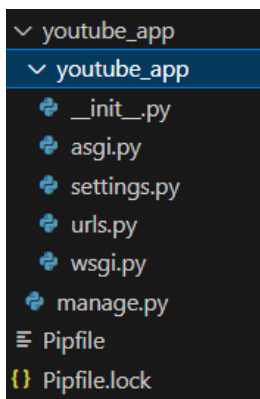 youtube_app
youtube_app
__init__.py
asgi.py
settings.py
urls.py
wsgi.py
manage.py
Pipfile
{} Pipfile.lock